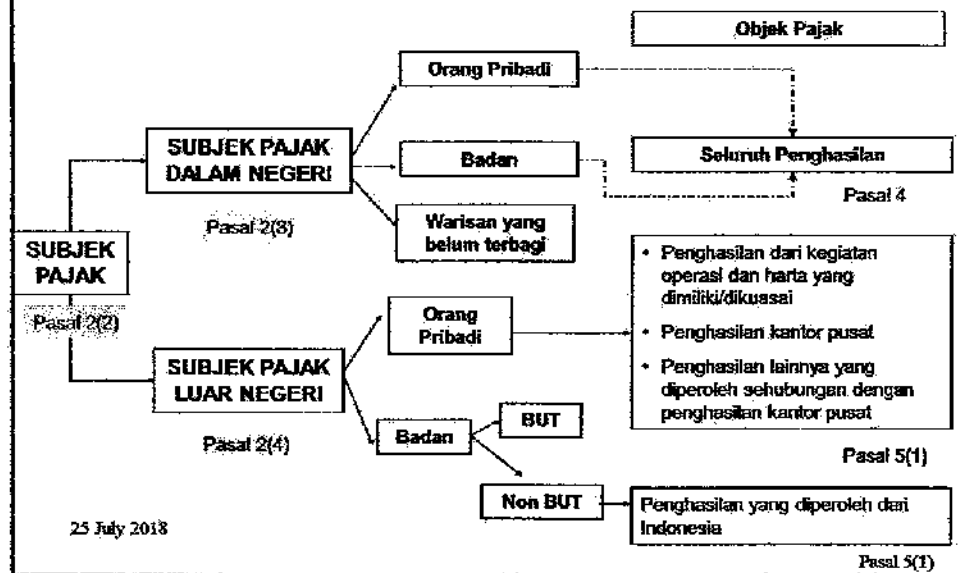 Objek Pajak
Orang Pribadi
SUBJEK PAJAK
DALAM NEGERI
Badan
Seluruh Penghasilan
Pasal 4
Pasal 2(3)
Warisan yang
belum terbagi
SUBJEK
PAJAK
Pasal 2(2)
• Penghasilan dari kegiatan
operasi dan harta yang
dimiliki/dikuasai
• Penghasilan kantor pusat
• Penghasilan lainnya yang
diperoleh sehubungan dengan
penghasilan kantor pusat
Orang
Pribadi
SUBJEK PAJAK
LUAR NEGERI
Pasal 2(4)
Badan
BUT
Pasal 5(1)
Non BUT
Penghasilan yang diperoleh dari
Indonesia
25 July 2018
Pasal 5(1)